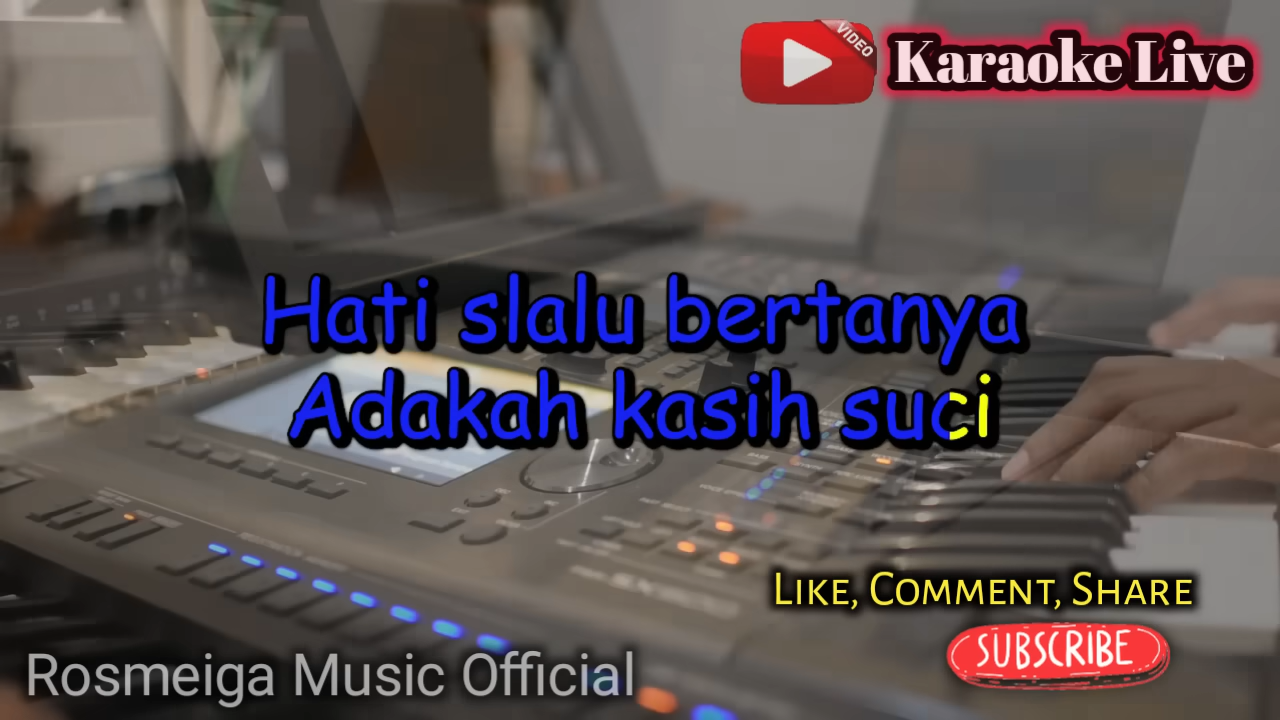 VIDEO
Karaoke Live
Hati slalu bertanya
Adakah kasih suci
Like, Comment, Share
SUBSCRIBE
Rosmeiga Music Official